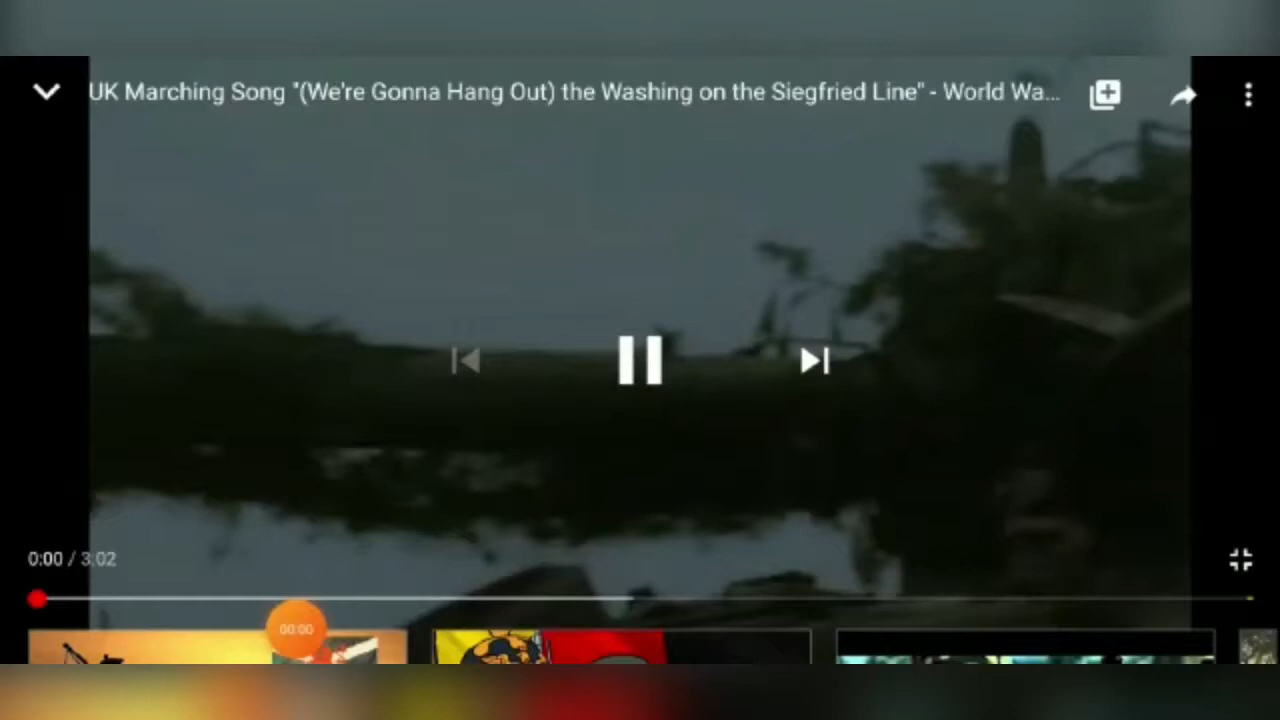 UK Marching Song "(We're Gonna Hang Out) the Washing on the Siegfried Line" - World Wa...
0:00 / 3:02
00:00